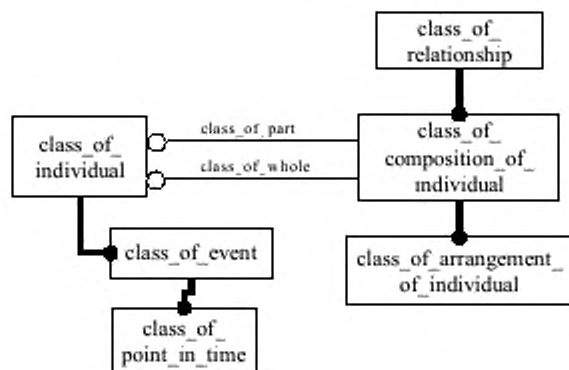 class_of_
relationship
class_of_
individual
class_of_part
class_of_whole
class_of_
composition_of_
individual
class_of_event
class_of_arrangement_
of_individual
class_of_
point_in_time